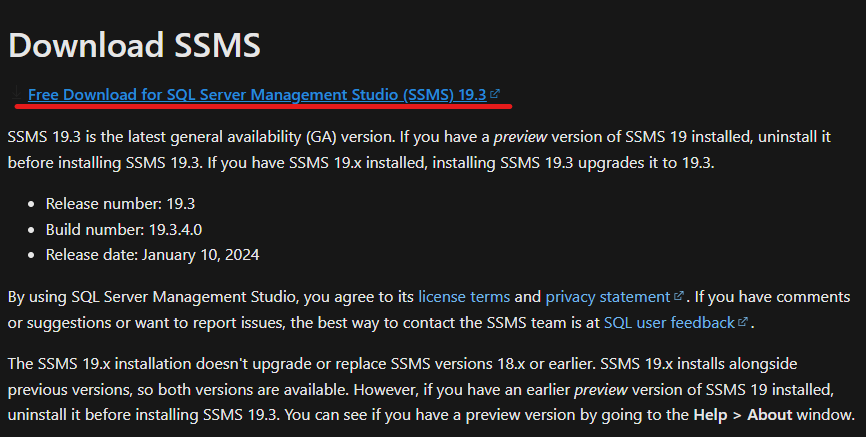 Download SSMS
Free Download for SQL Server Management Studio (SSMS) 19.3
SSMS 19.3 is the latest general availability (GA) version. If you have a preview version of SSMS 19 installed, uninstall it
before installing SSMS 19.3. If you have SSMS 19.x installed, installing SSMS 19.3 upgrades it to 19.3.
• Release number: 19.3
• Build number: 19.3.4.0
• Release date: January 10, 2024
By using SQL Server Management Studio, you agree to its license terms and privacy statement. If you have comments
or suggestions or want to report issues, the best way to contact the SSMS team is at SQL user feedback.
The SSMS 19.x installation doesn't upgrade or replace SSMS versions 18.x or earlier. SSMS 19.x installs alongside
previous versions, so both versions are available. However, if you have an earlier preview version of SSMS 19 installed,
uninstall it before installing SSMS 19.3. You can see if you have a preview version by going to the Help > About window.